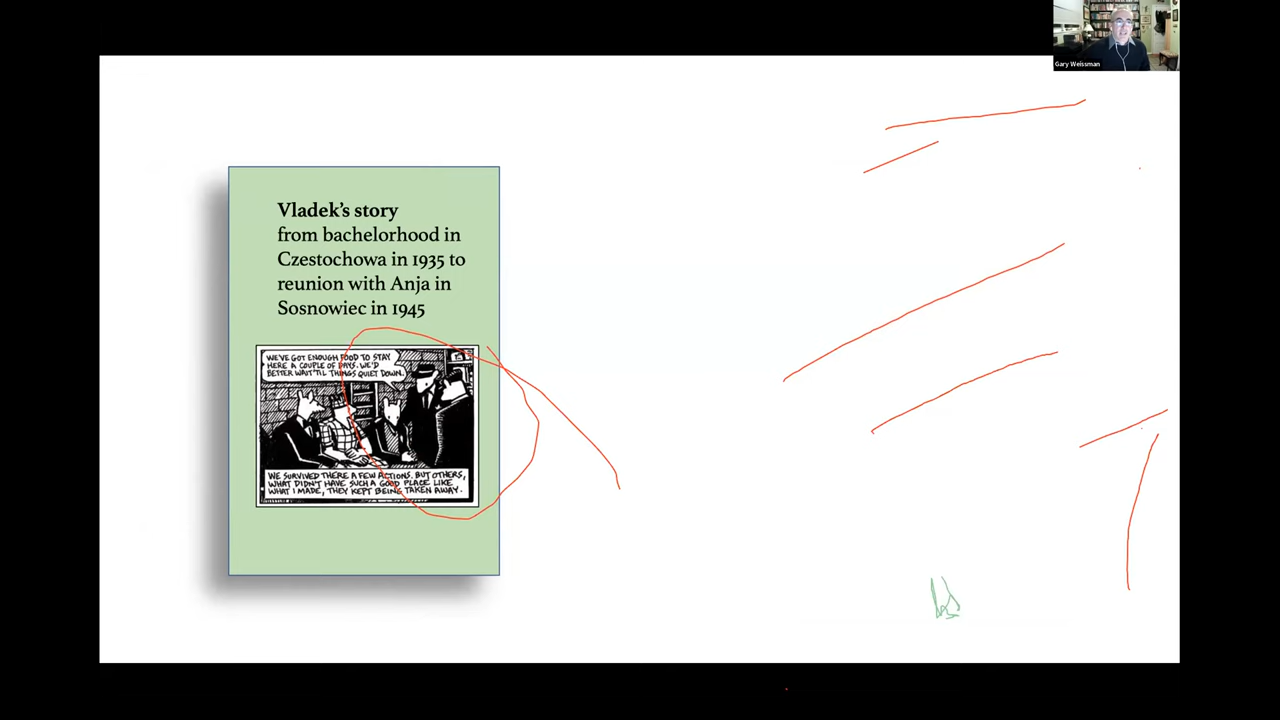 Gary Weissman
Vladek's story
from bachelorhood in
Czestochowa in 1935 to
reunion with Anja in
Sosnowiec in 1945
WE'VE GOT ENOUGH FOOD TO STAY
HERE A COUPLE OF DAYS. WE'D
BETTER WAIT 'TIL THINGS QUIET DOWN.
WE SURVIVED THERE A FEW ACTIONS. BUT OTHERS,
WHAT DIDN'T HAVE SUCH A GOOD PLACE LIKE
WHAT I MADE, THEY KEPT BEING TAKEN AWAY.